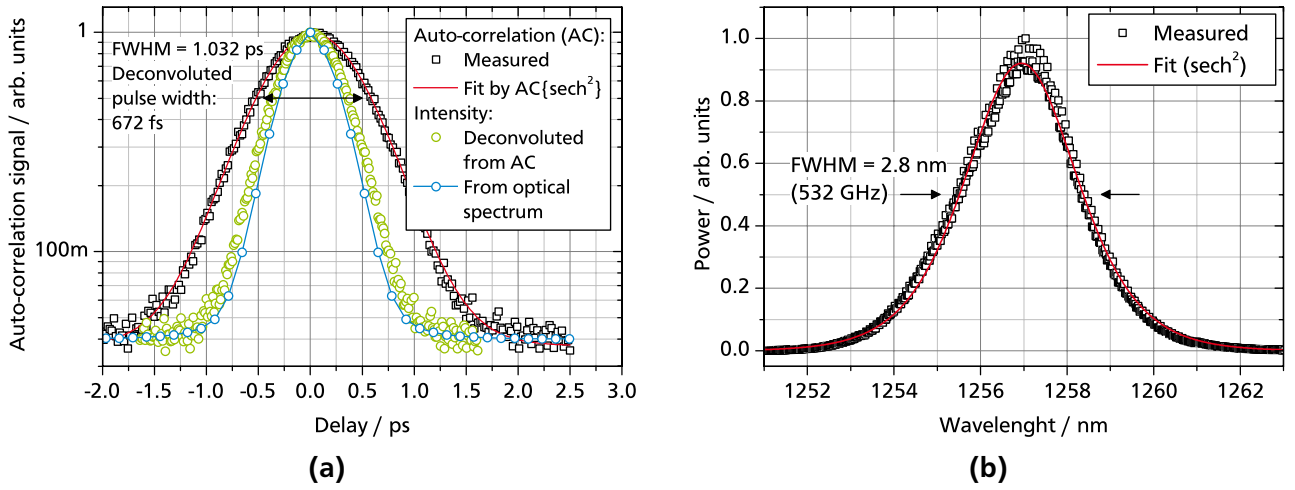 Auto-correlation signal / arb. units
1
100m
FWHM = 1.032 ps
Deconvoluted
pulse width:
672 fs
Auto-correlation (AC):
Measured
Fit by AC{sech²}
Intensity:
Deconvoluted
from AC
From optical
spectrum
-2.0 -1.5 -1.0 -0.5 0.0 0.5 1.0 1.5 2.0 2.5 3.0
Delay / ps
(a)
Power / arb. units
1.0
0.8
0.6
0.4
0.2
0.0
Measured
Fit (sech²)
FWHM = 2.8 nm
(532 GHz)
1252 1254 1256 1258 1260 1262
Wavelenght / nm
(b)